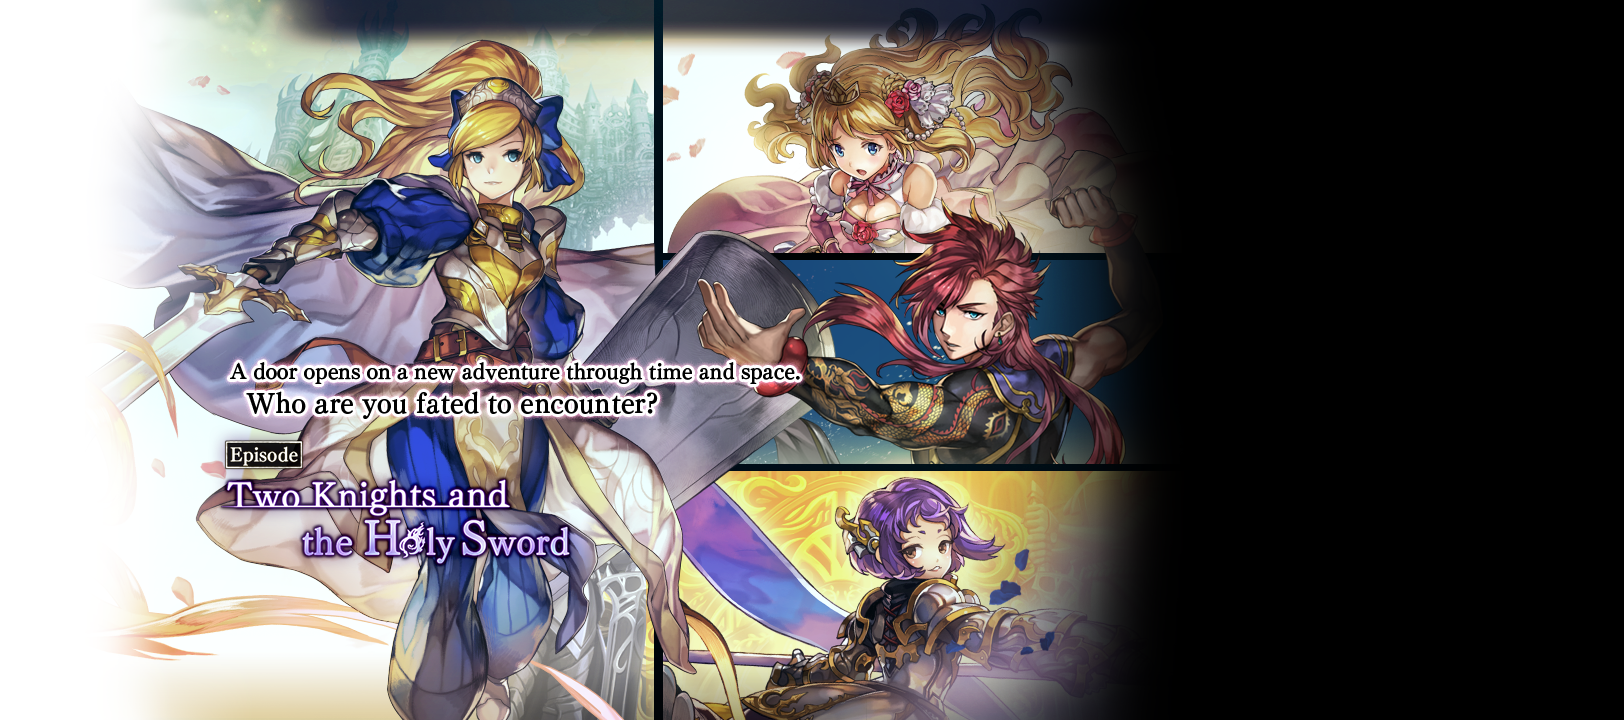 A door opens on a new adventure through time and space.
Who are you fated to encounter?
Episode
Two Knights and
the Holy Sword